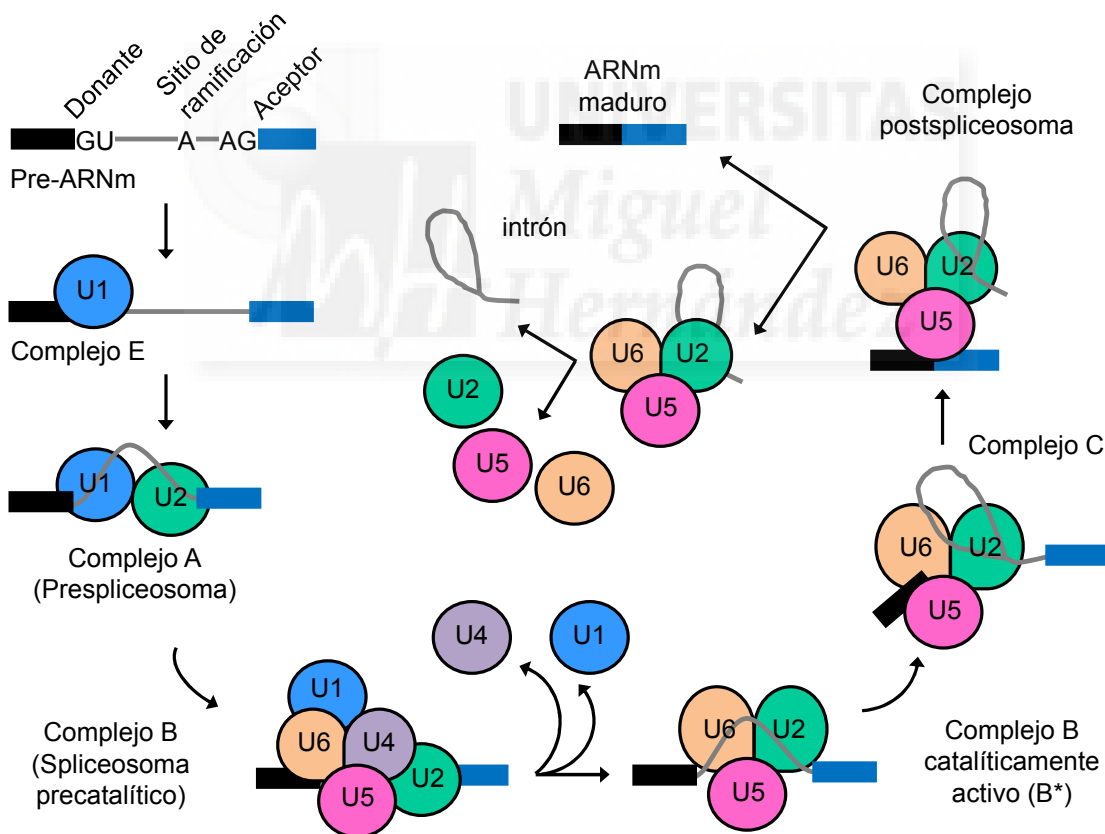 Donante
Sitio de
ramificación
Aceptor
GU
A
AG
Pre-ARNm
U1
Complejo E
U1
U2
Complejo A
(Prespliceosoma)
Complejo B
(Spliceosoma
precatalítico)
U1
U6
U4
U2
U5
U4
U1
U6
U2
U5
Complejo B
catalíticamente
activo (B*)
Complejo C
U6
U2
U5
Complejo
postspliceosoma
U6
U2
U5
ARNm
maduro
U6
U2
U5
intrón
U2
U5
U6
UNIVERSITAS
Miguel
Hernández